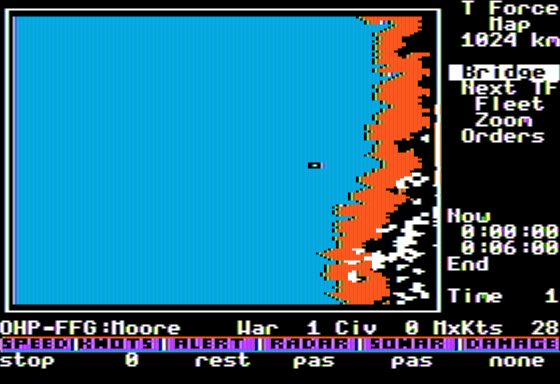 T Force
Map
1024 km
Bridge
Next TF
Fleet
Zoom
Orders
Now
0:00:00
0:06:00
End
Time 1
OHP-FFG:Moore War 1 Civ 0 MxKts 28
SPEED KNOTS ALERT RADAR SONAR DAMAGE
stop 0 rest pas pas none